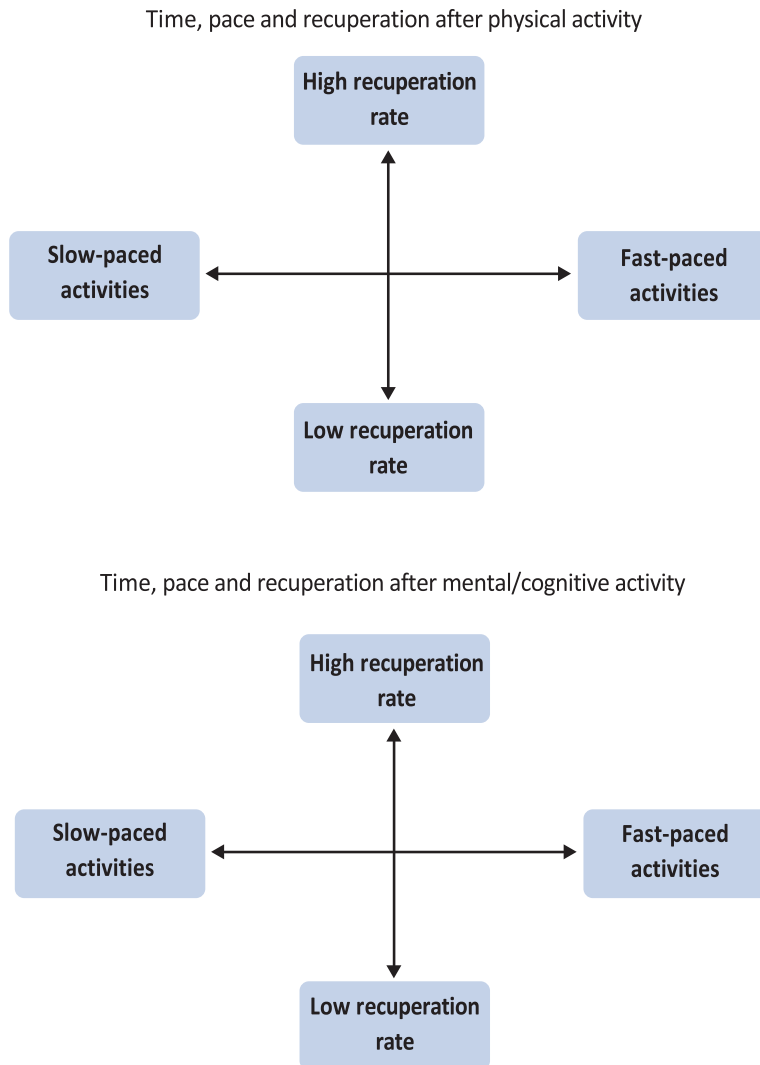 Time, pace and recuperation after physical activity
High recuperation
rate
Slow-paced
activities
Fast-paced
activities
Low recuperation
rate
Time, pace and recuperation after mental/cognitive activity
High recuperation
rate
Slow-paced
activities
Fast-paced
activities
Low recuperation
rate